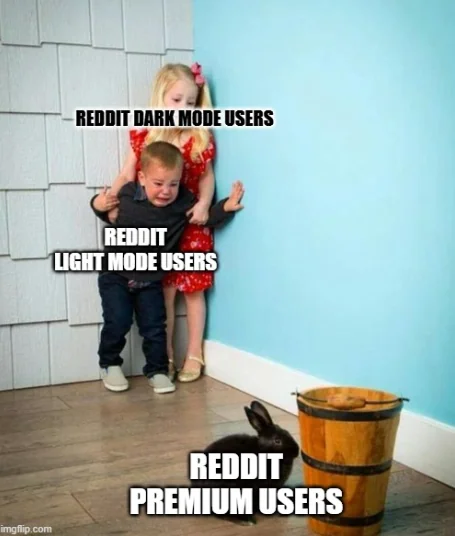 REDDIT DARK MODE USERS
REDDIT
LIGHT MODE USERS
REDDIT
PREMIUM USERS
imgflip.com